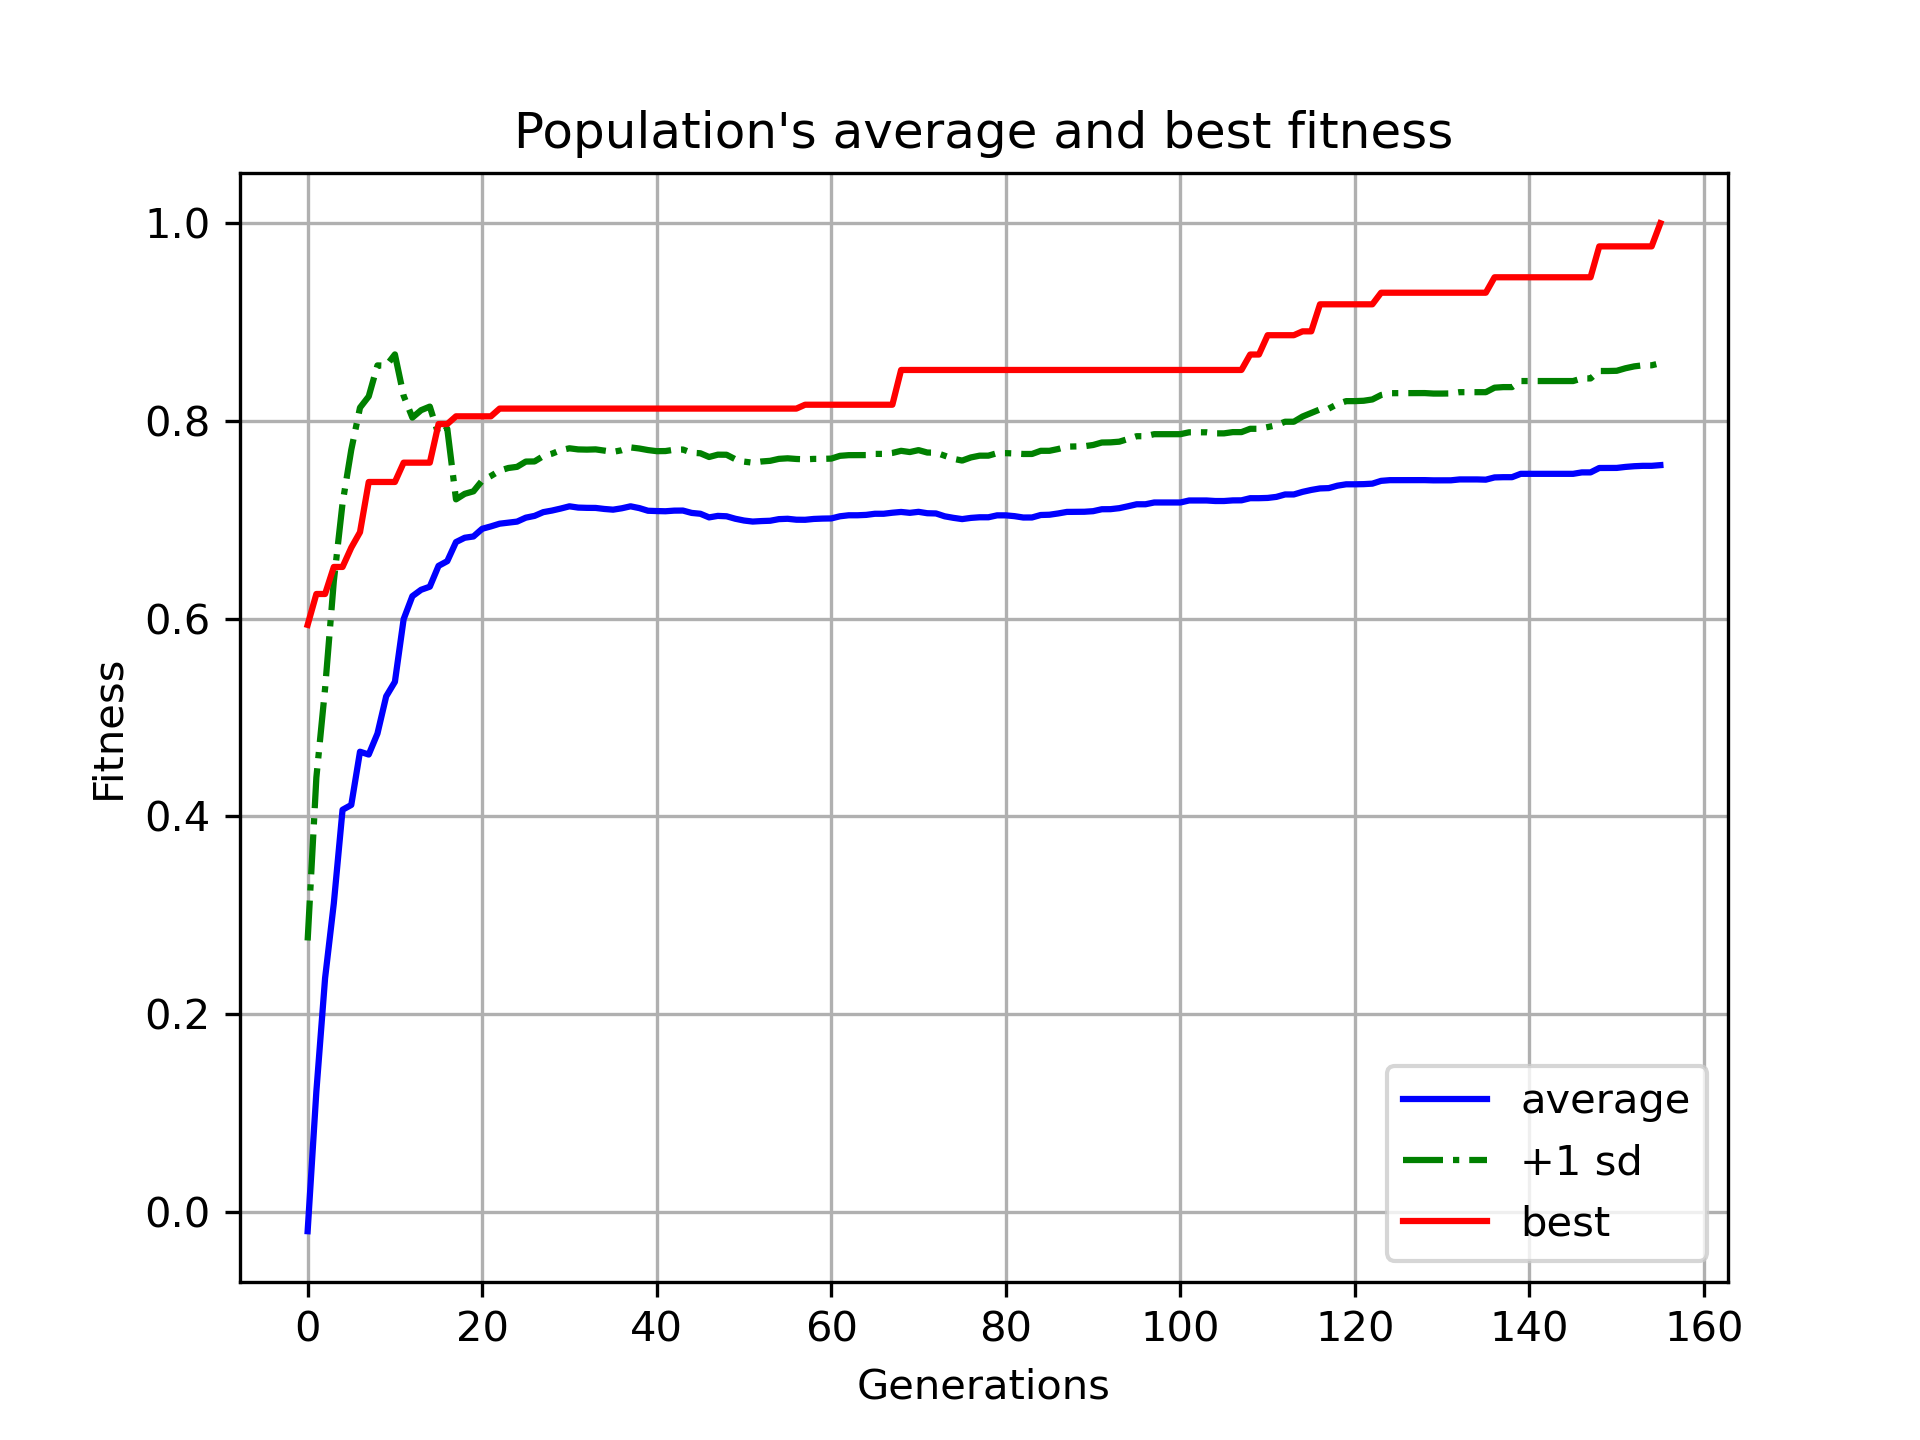 Population's average and best fitness
1.0
0.8
0.6
0.4
0.2
0.0
Fitness
average
+1 sd
best
0 20 40 60 80 100 120 140 160
Generations